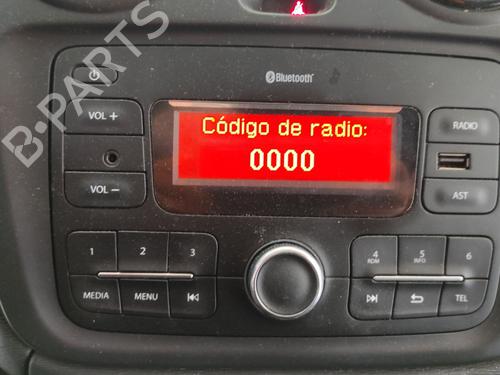 B-PARTS
Bluetooth
VOL +
Código de radio:
0000
RADIO
VOL −
AST
1
2
3
4
RDM
5
INFO
6
MEDIA
MENU
TEL